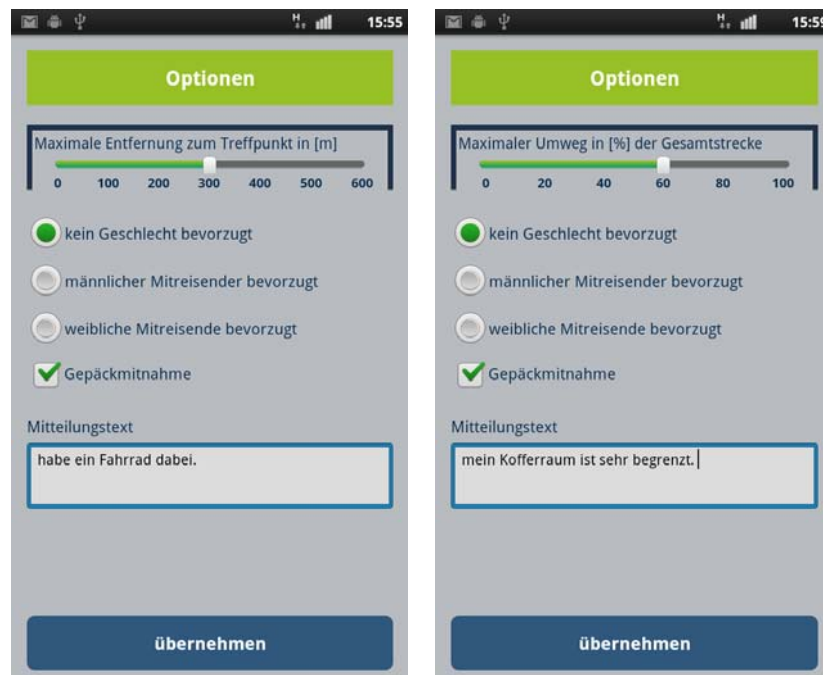 15:55
Optionen
Maximale Entfernung zum Treffpunkt in [m]
0 100 200 300 400 500 600
kein Geschlecht bevorzugt
männlicher Mitreisender bevorzugt
weibliche Mitreisende bevorzugt
Gepäckmitnahme
Mitteilungstext
habe ein Fahrrad dabei.
übernehmen
H 15:59
Optionen
Maximaler Umweg in [%] der Gesamtstrecke
0 20 40 60 80 100
kein Geschlecht bevorzugt
männlicher Mitreisender bevorzugt
weibliche Mitreisende bevorzugt
Gepäckmitnahme
Mitteilungstext
mein Kofferraum ist sehr begrenzt.
übernehmen